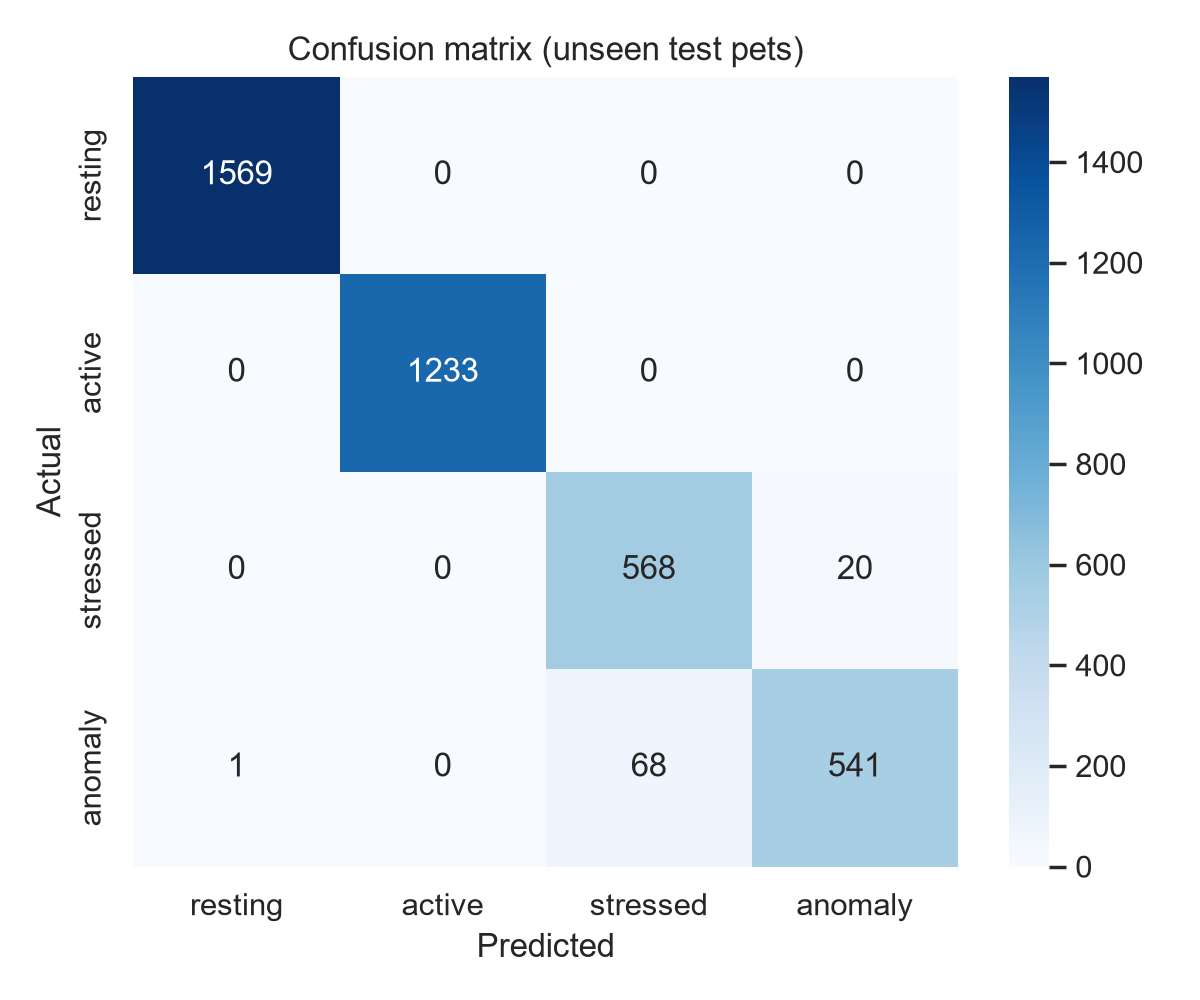 Confusion matrix (unseen test pets)
Actual
resting
1569 0 0 0
active
0 1233 0 0
stressed
0 0 568 20
anomaly
1 0 68 541
resting active stressed anomaly
Predicted
1400
1200
1000
800
600
400
200
0